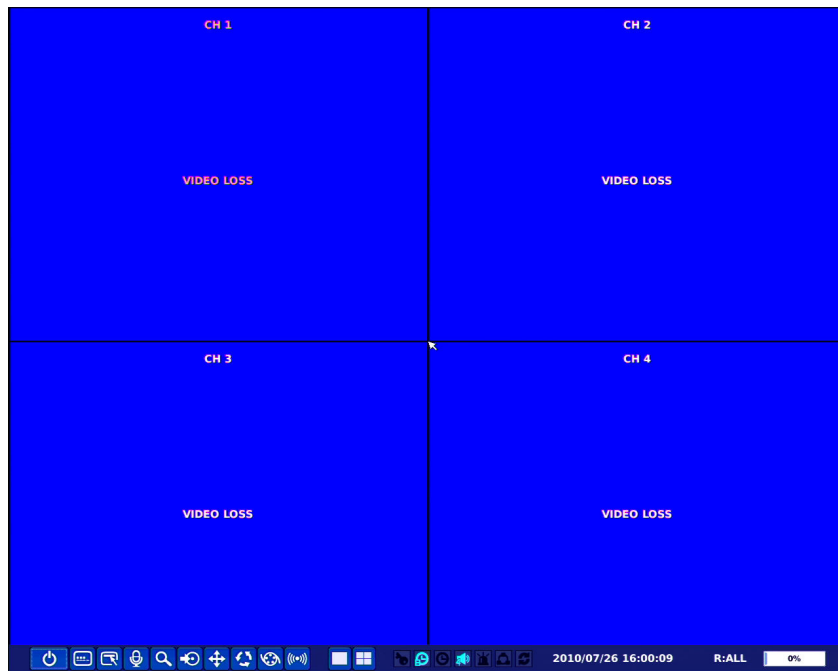 CH 1
CH 2
VIDEO LOSS
VIDEO LOSS
CH 3
CH 4
VIDEO LOSS
VIDEO LOSS
2010/07/26 16:00:09 R:ALL 0%